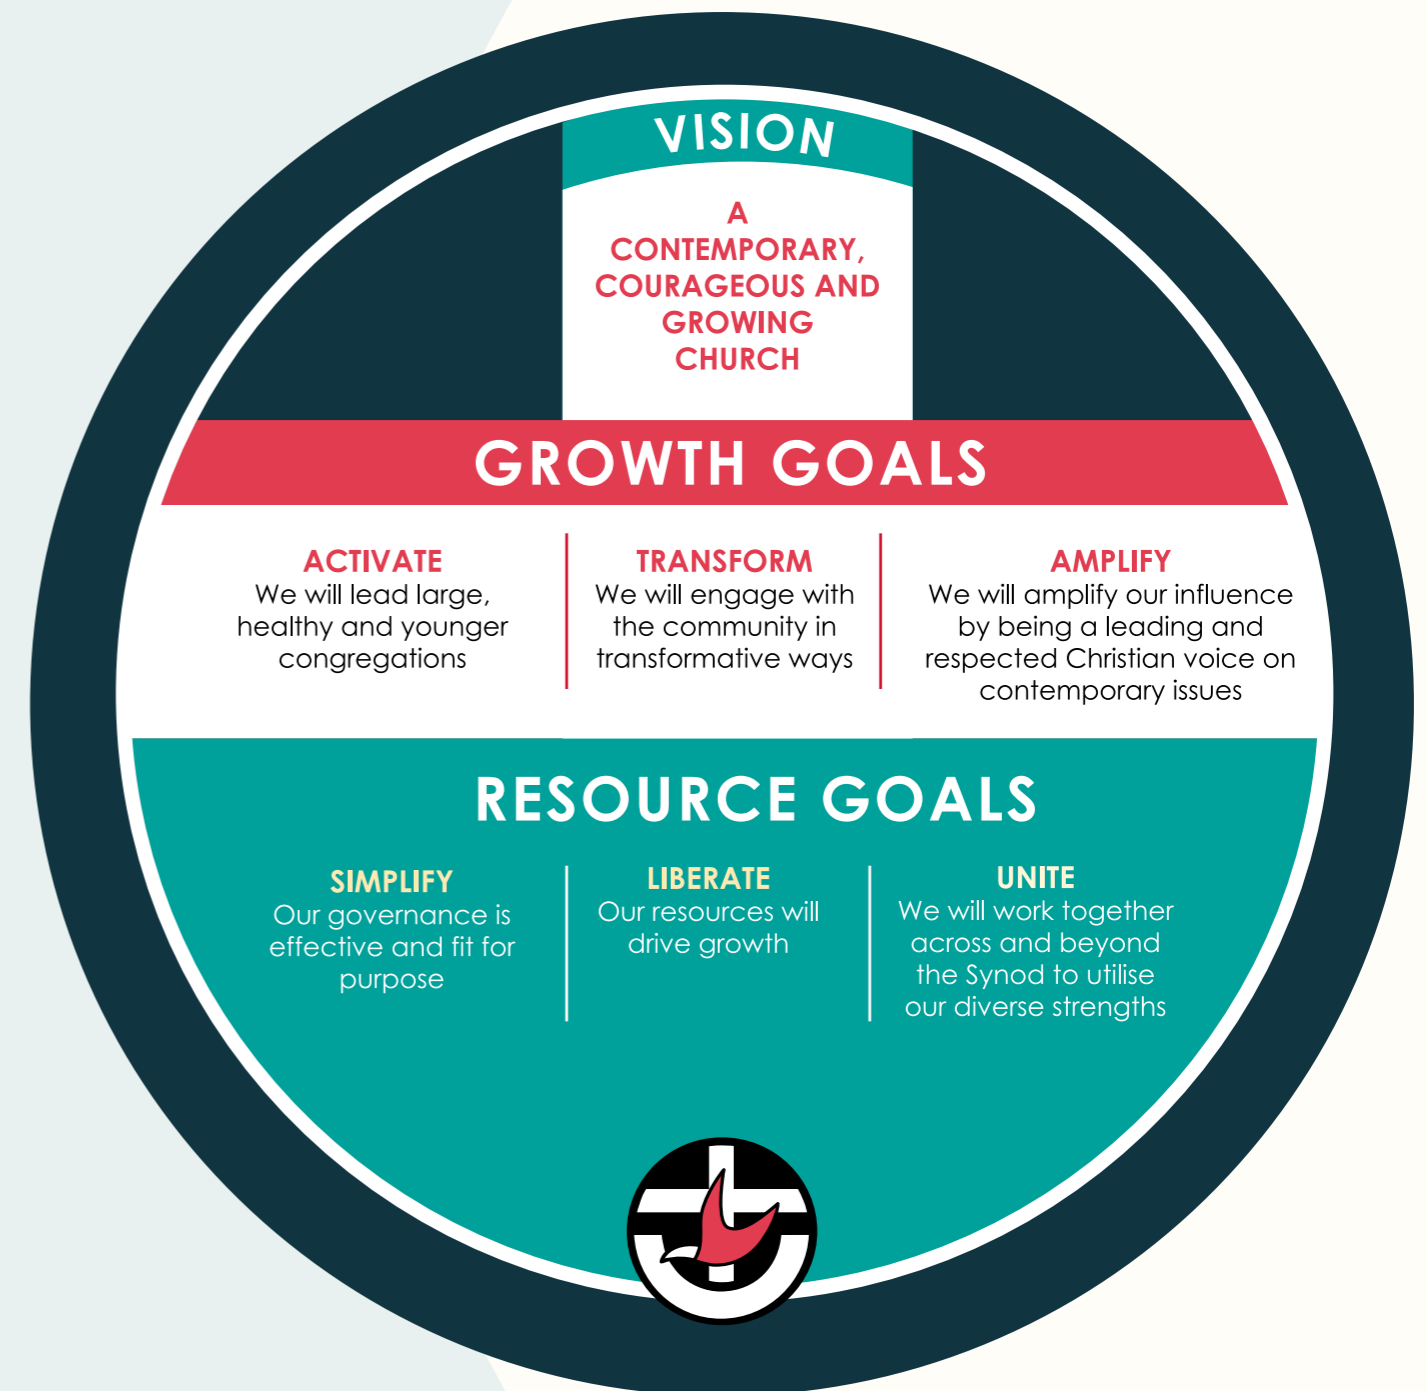 VISION
A
CONTEMPORARY,
COURAGEOUS AND
GROWING
CHURCH
GROWTH GOALS
ACTIVATE
We will lead large,
healthy and younger
congregations
TRANSFORM
We will engage with
the community in
transformative ways
AMPLIFY
We will amplify our influence
by being a leading and
respected Christian voice on
contemporary issues
RESOURCE GOALS
SIMPLIFY
Our governance is
effective and fit for
purpose
LIBERATE
Our resources will
drive growth
UNITE
We will work together
across and beyond
the Synod to utilise
our diverse strengths